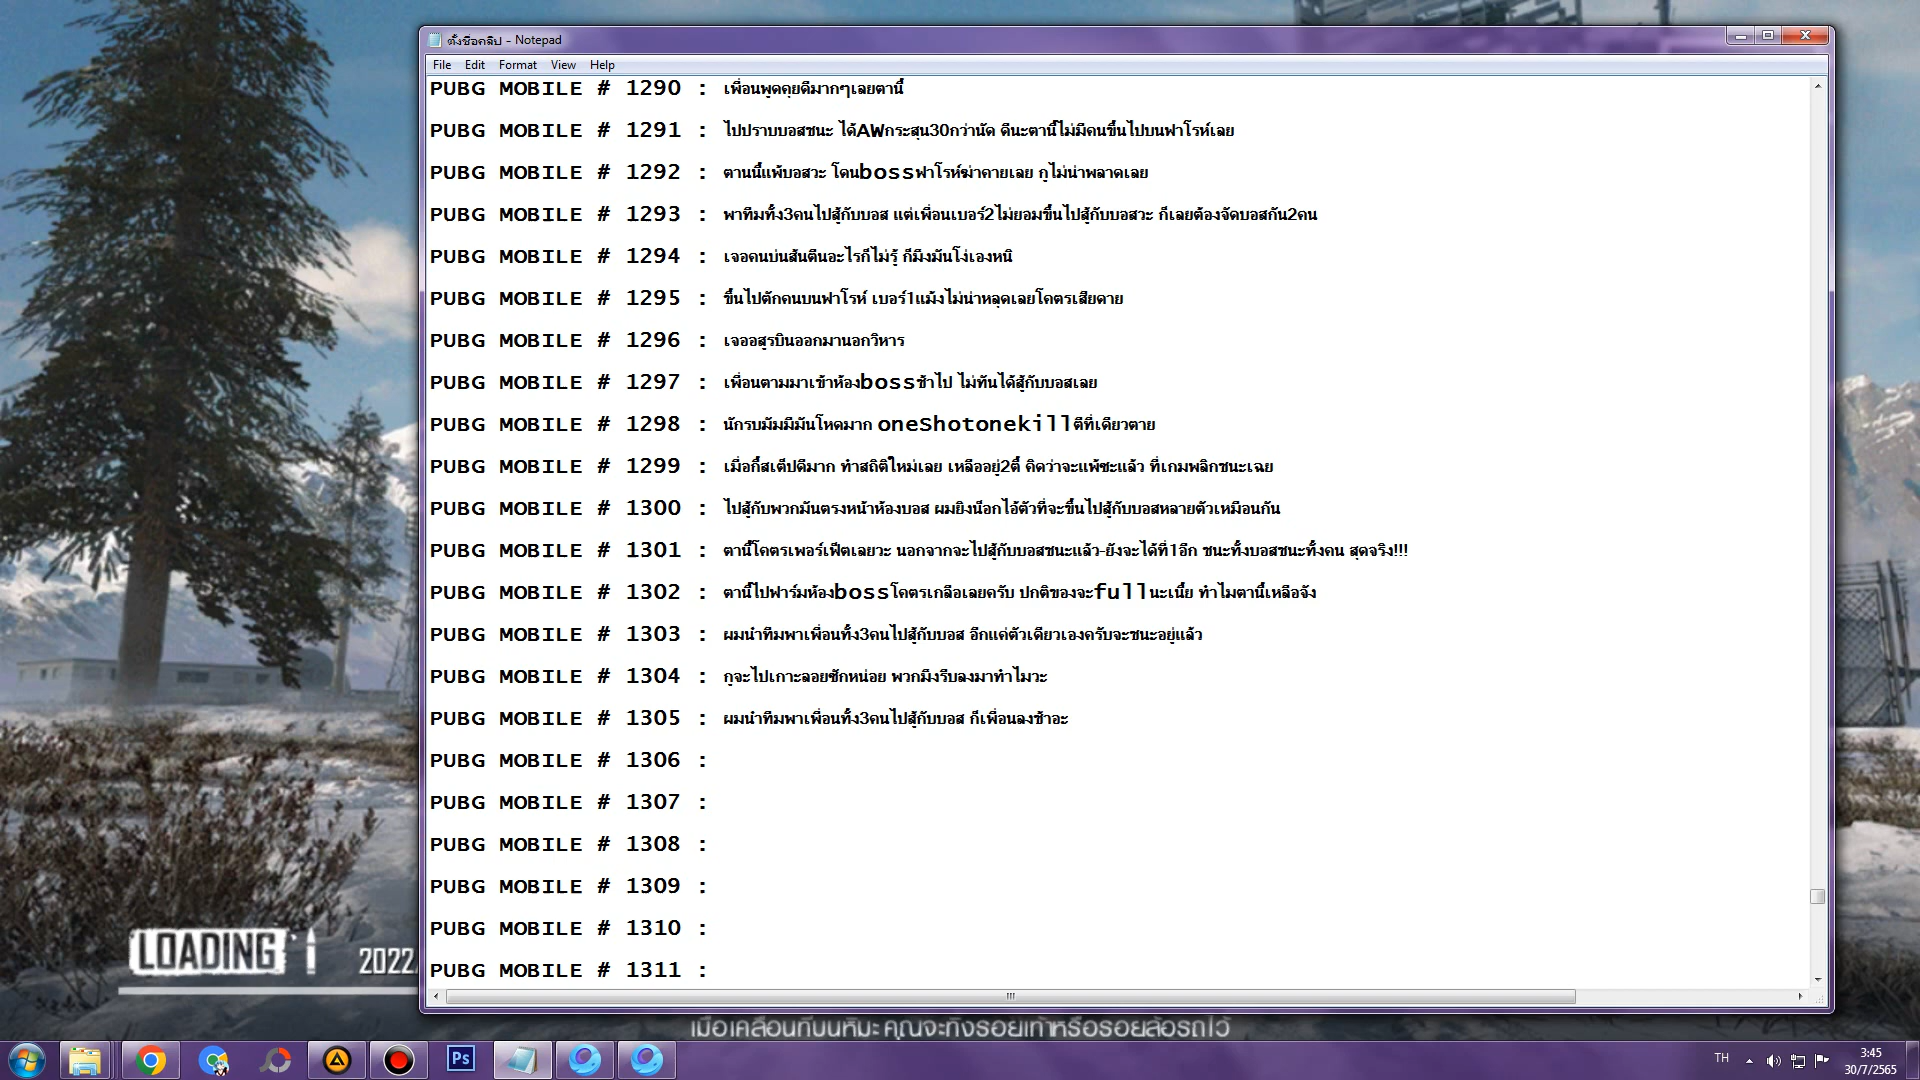 ตั้งชื่อคลิป - Notepad
File Edit Format View Help
PUBG MOBILE # 1290 : เพื่อนพูดคุยดีมากๆเลยตานี้
PUBG MOBILE # 1291 : ไปปราบบอสชนะ ได้AWกระสุน30กว่านัด ดีนะตานี้ไม่มีคนขึ้นไปบนฟาโรห์เลย
PUBG MOBILE # 1292 : ตานนี้แพ้บอสวะ โดนbossฟาโรห์ฆ่าตายเลย กูไม่น่าพลาดเลย
PUBG MOBILE # 1293 : พาทีมทั้ง3คนไปสู้กับบอส แต่เพื่อนเบอร์2ไม่ยอมขึ้นไปสู้กับบอสวะ ก็เลยต้องจัดบอสกัน2คน
PUBG MOBILE # 1294 : เจอคนบ่นส้นตีนอะไรก็ไม่รู้ ก็มึงมันโง่เองหนิ
PUBG MOBILE # 1295 : ขึ้นไปดักคนบนฟาโรห์ เบอร์1แม้งไม่น่าหลุดเลยโคตรเสียดาย
PUBG MOBILE # 1296 : เจออสูรบินออกมานอกวิหาร
PUBG MOBILE # 1297 : เพื่อนตามมาเข้าห้องbossช้าไป ไม่ทันได้สู้กับบอสเลย
PUBG MOBILE # 1298 : นักรบมัมมีมันโหดมาก oneShotonekillตีที่เดียวตาย
PUBG MOBILE # 1299 : เมื่อกี้สเต็ปดีมาก ทำสถิติใหม่เลย เหลืออยู่2ตี้ คิดว่าจะแพ้ซะแล้ว ที่เกมพลิกชนะเฉย
PUBG MOBILE # 1300 : ไปสู้กับพวกมันตรงหน้าห้องบอส ผมยิงน็อกไอ้ตัวที่จะขึ้นไปสู้กับบอสหลายตัวเหมือนกัน
PUBG MOBILE # 1301 : ตานี้โคตรเพอร์เฟ็ตเลยวะ นอกจากจะไปสู้กับบอสชนะแล้ว-ยังจะได้ที่1อีก ชนะทั้งบอสชนะทั้งคน สุดจริง!!!
PUBG MOBILE # 1302 : ตานี้ไปฟาร์มห้องbossโคตรเกลือเลยครับ ปกติของจะfullนะเนี้ย ทำไมตานี้เหลือจัง
PUBG MOBILE # 1303 : ผมนำทีมพาเพื่อนทั้ง3คนไปสู้กับบอส อีกแค่ตัวเดียวเองครับจะชนะอยู่แล้ว
PUBG MOBILE # 1304 : กูจะไปเกาะลอยซักหน่อย พวกมึงรีบลงมาทำไมวะ
PUBG MOBILE # 1305 : ผมนำทีมพาเพื่อนทั้ง3คนไปสู้กับบอส ก็เพื่อนลงช้าอะ
PUBG MOBILE # 1306 :
PUBG MOBILE # 1307 :
PUBG MOBILE # 1308 :
PUBG MOBILE # 1309 :
PUBG MOBILE # 1310 :
PUBG MOBILE # 1311 :
LOADING
2022
เมื่อเคลื่อนที่บนหิมะ คุณจะทิ้งรอยเท้าหรือรอยล้อรถไว้
Ps
TH
3:45
30/7/2565